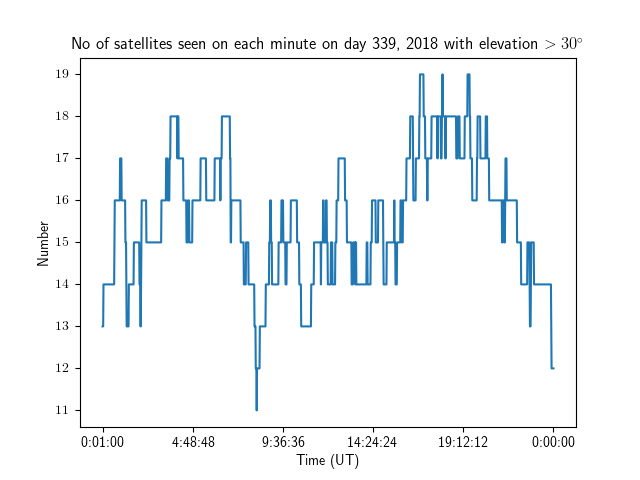 No of satellites seen on each minute on day 339, 2018 with elevation > 30°
19
18
17
16
15
14
13
12
11
Number
0:01:00 4:48:48 9:36:36 14:24:24 19:12:12 0:00:00
Time (UT)